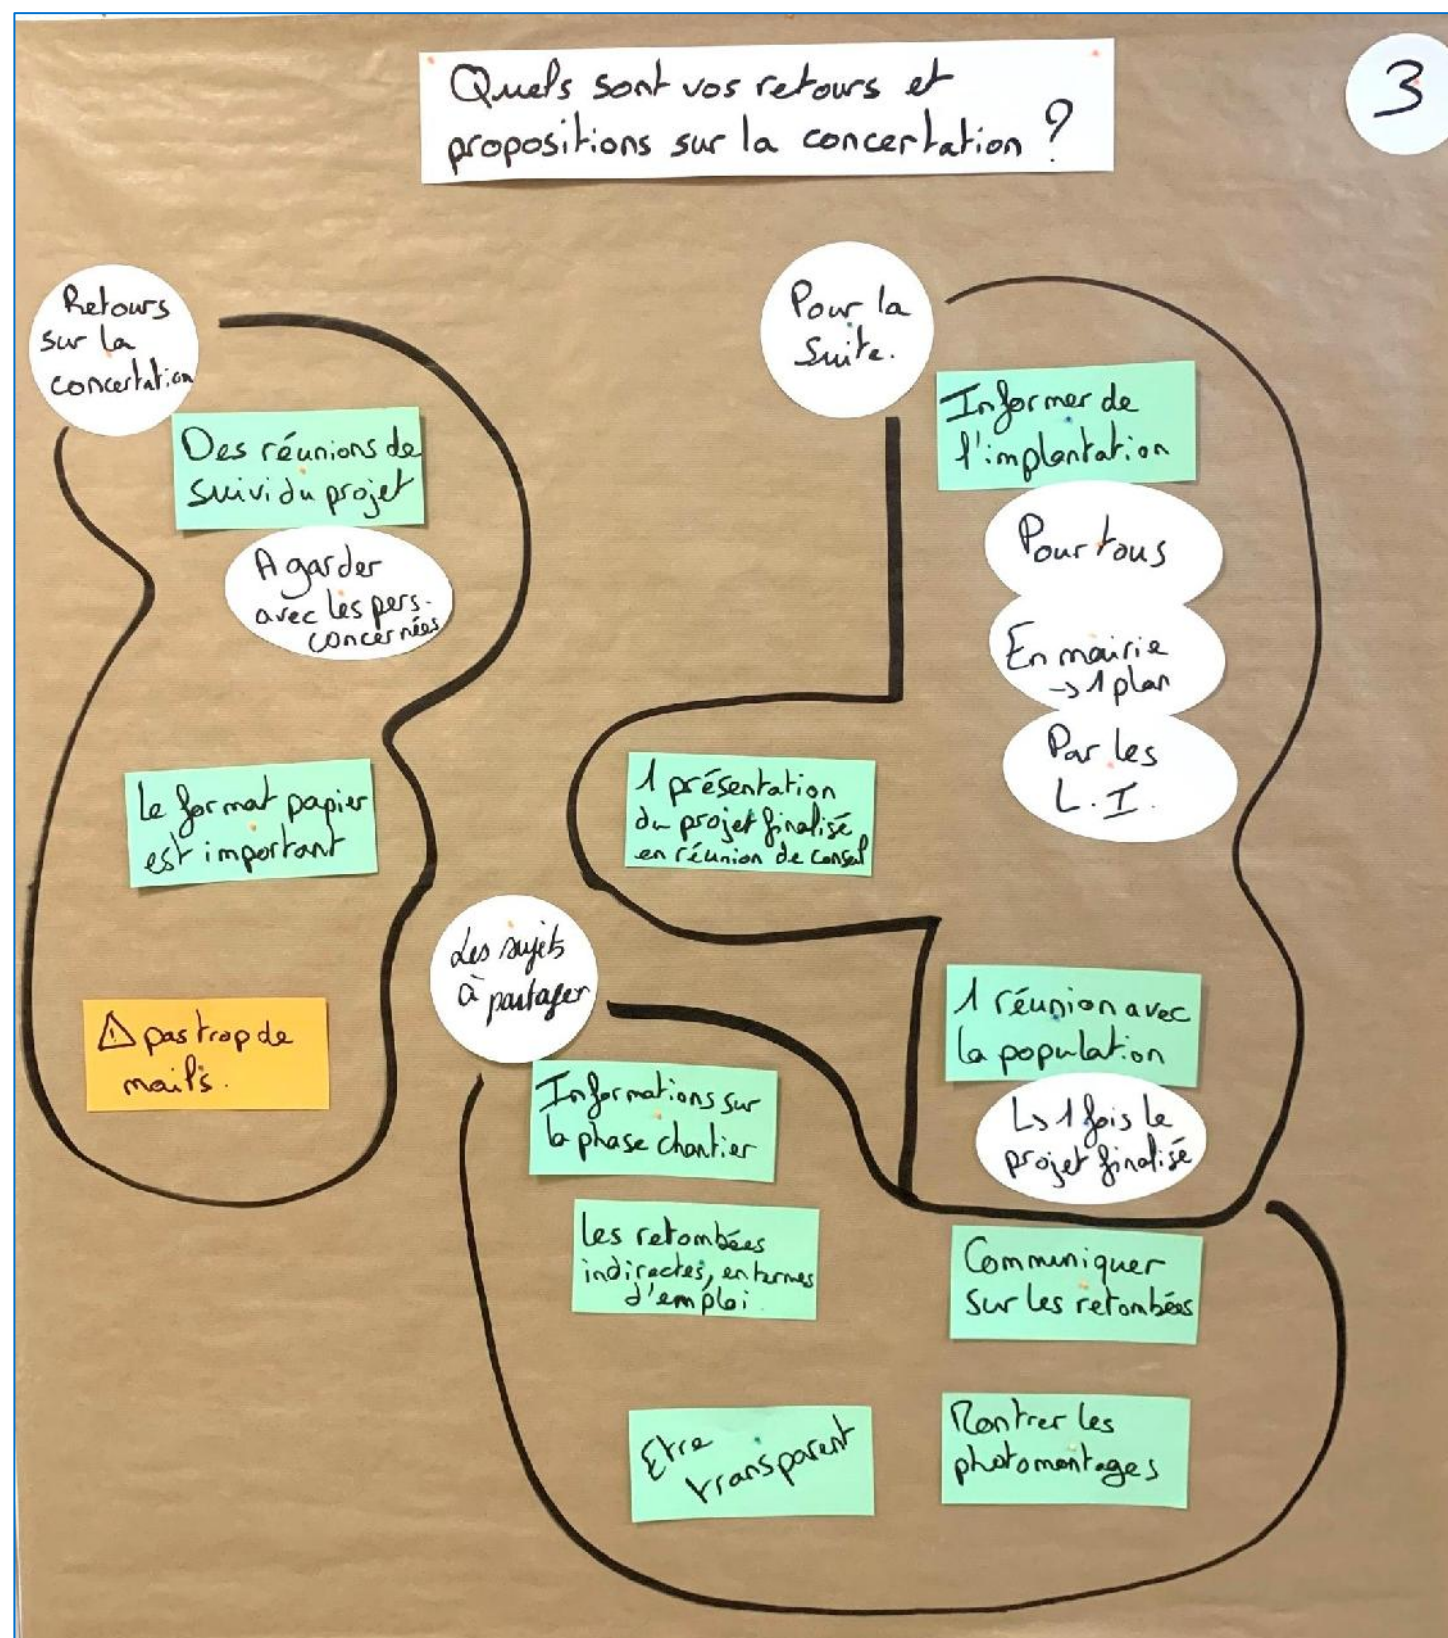 Quels sont vos retours et
propositions sur la concertation ?
3
Retours
sur la
concertation
Des réunions de
suivi du projet
A garder
avec les pers.
concernées
Le format papier
est important
⚠ pas trop de
mails.
Pour la
suite.
Informer de
l'implantation
Pour tous
En mairie
-> 1 plan
Par les
L.I.
1 présentation
du projet finalisé
en réunion de conseil
1 réunion avec
la population
↳ 1 fois le
projet finalisé
Les sujets
à partager
Informations sur
la phase chantier
Les retombées
indirectes, en termes
d'emploi.
Communiquer
sur les retombées
Etre
transparent
Montrer les
photomontages